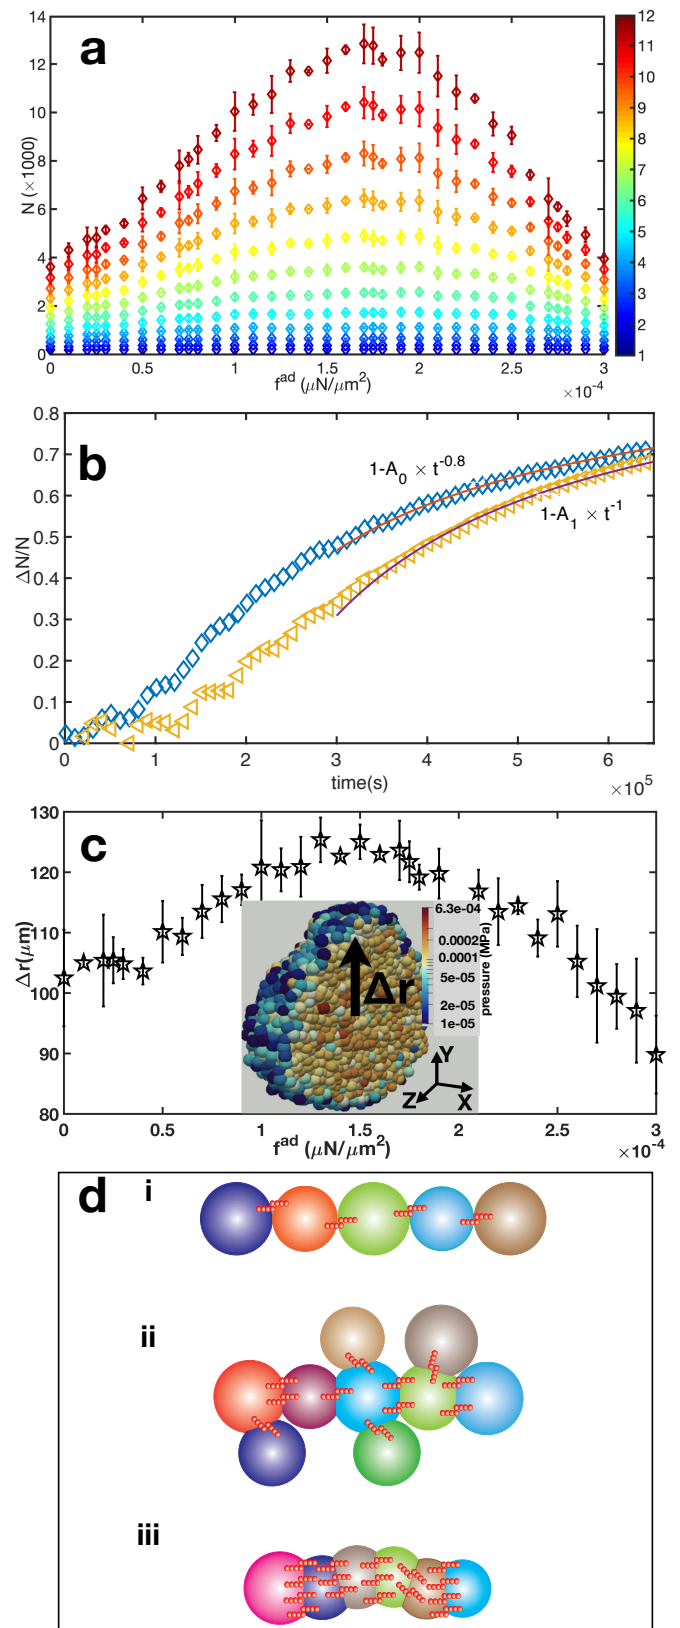 a
14
12
10
8
6
4
2
0
N (×1000)
0
0.5
1
1.5
2
2.5
3
f^ad (μN/μm²)
×10^-4
12
11
10
9
8
7
6
5
4
3
2
1
b
0.8
0.7
0.6
0.5
0.4
0.3
0.2
0.1
0
ΔN/N
1-A_0 × t^-0.8
1-A_1 × t^-1
0
1
2
3
4
5
6
time(s)
×10^5
c
130
120
110
100
90
80
Δr(μm)
6.3e-04
0.0002
0.0001
5e-05
2e-05
1e-05
pressure (MPa)
Δr
Y
Z
X
0
0.5
1
1.5
2
2.5
3
f^ad (μN/μm²)
×10^-4
d
i
ii
iii